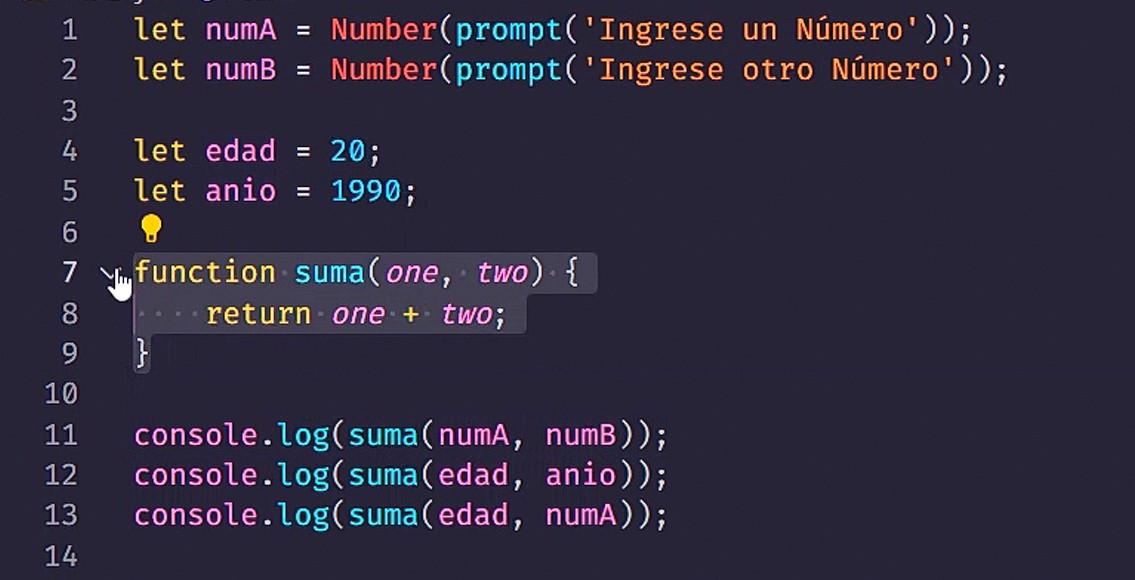 1 let numA = Number(prompt('Ingrese un Número'));
2 let numB = Number(prompt('Ingrese otro Número'));
3
4 let edad = 20;
5 let anio = 1990;
6
7 function suma(one, two) {
8     return one + two;
9 }
10
11 console.log(suma(numA, numB));
12 console.log(suma(edad, anio));
13 console.log(suma(edad, numA));
14